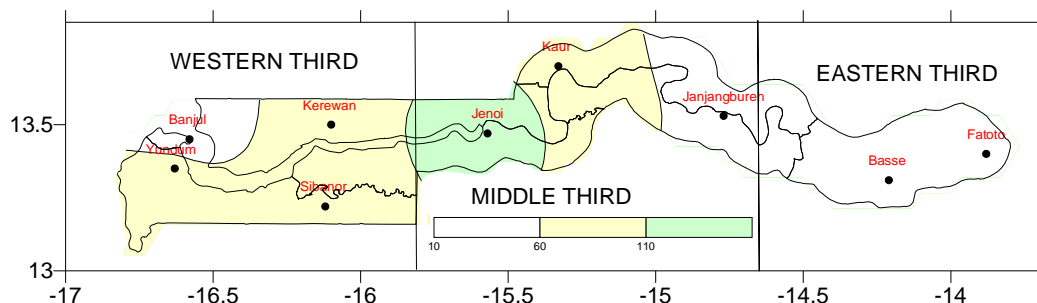 WESTERN THIRD
Kaur
EASTERN THIRD
Kerewan
Jenoi
Janjangburen
Banjul
Yundum
Fatoto
Basse
Sibanor
MIDDLE THIRD
10 60 110
13.5
13
-17 -16.5 -16 -15.5 -15 -14.5 -14